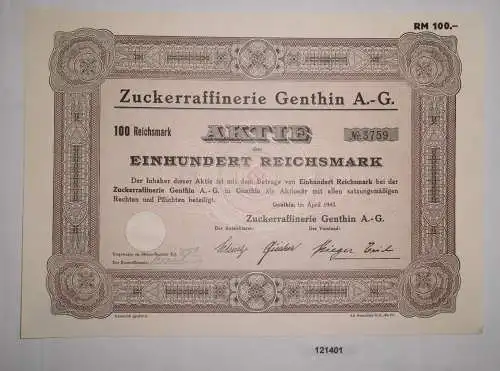 RM 100.–
Zuckerraffinerie Genthin A.-G.
100 Reichsmark AKTIE № 3759
über
EINHUNDERT REICHSMARK
Der Inhaber dieser Aktie ist mit dem Betrage von Einhundert Reichsmark bei der
Zuckerraffinerie Genthin A.-G. in Genthin als Aktionär mit allen satzungsmäßigen
Rechten und Pflichten beteiligt.
Genthin, im April 1942.
Zuckerraffinerie Genthin A.-G.
Der Aufsichtsrat: Der Vorstand:
Der Kontrollbeamte:
121401